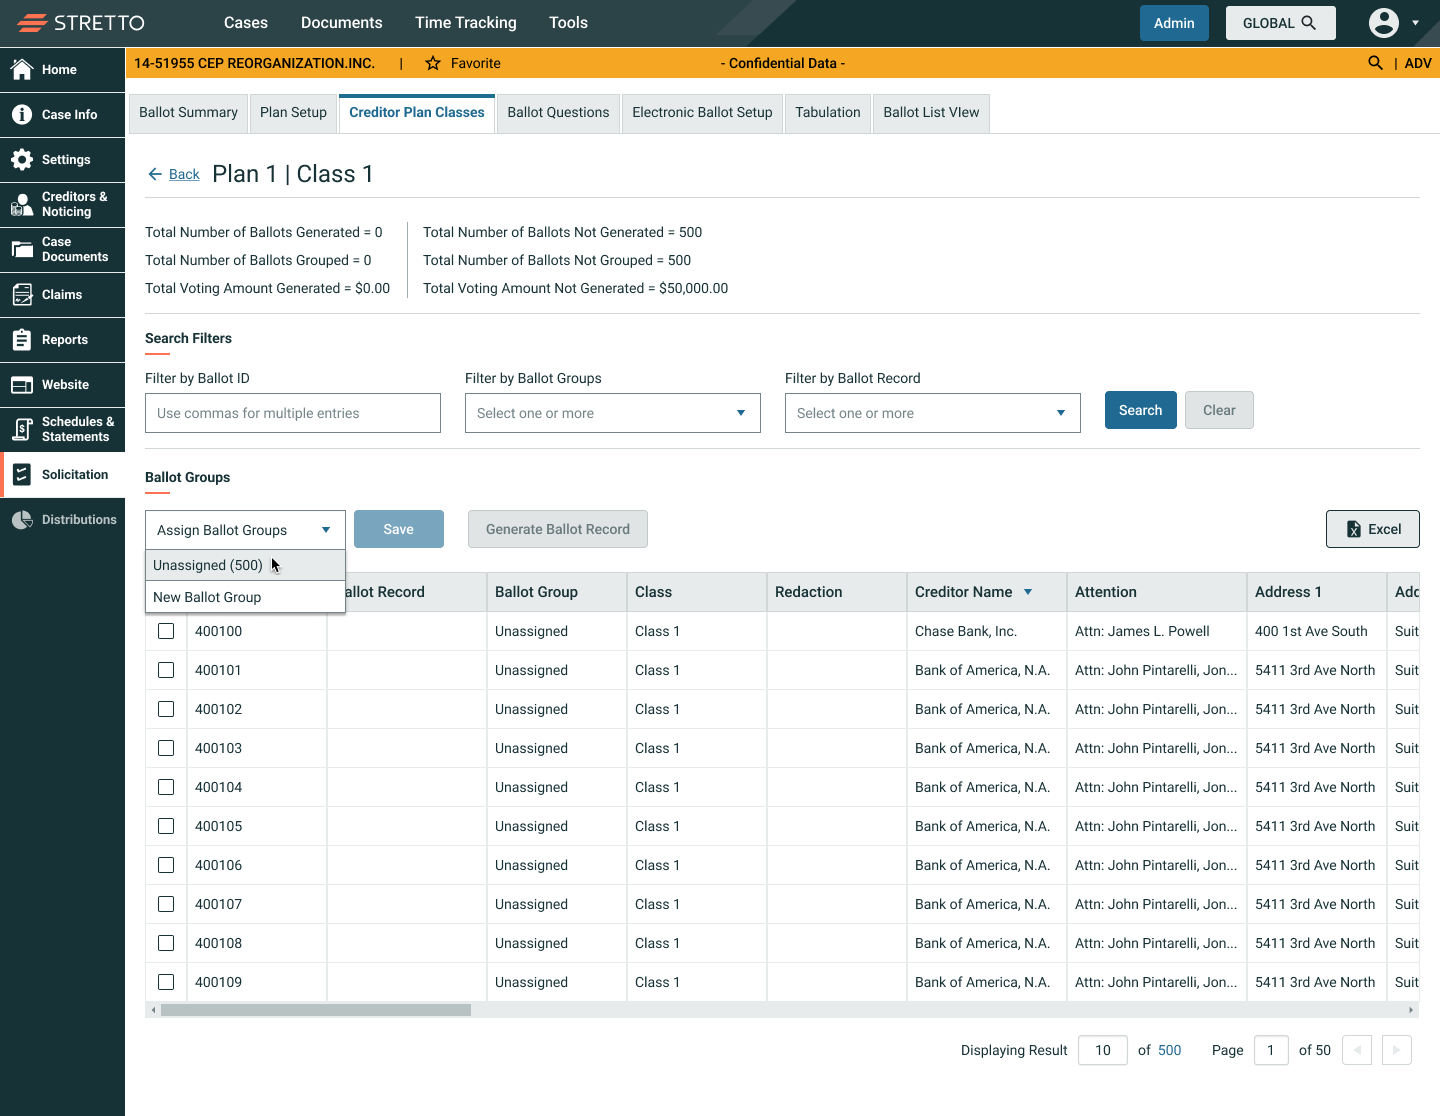 STRETTO
Cases
Documents
Time Tracking
Tools
Admin
GLOBAL
Home
Case Info
Settings
Creditors &
Noticing
Case
Documents
Claims
Reports
Website
Schedules &
Statements
Solicitation
Distributions
14-51955 CEP REORGANIZATION.INC. | Favorite
- Confidential Data -
| ADV
Ballot Summary
Plan Setup
Creditor Plan Classes
Ballot Questions
Electronic Ballot Setup
Tabulation
Ballot List VIew
Back
Plan 1 | Class 1
Total Number of Ballots Generated = 0
Total Number of Ballots Grouped = 0
Total Voting Amount Generated = $0.00
Total Number of Ballots Not Generated = 500
Total Number of Ballots Not Grouped = 500
Total Voting Amount Not Generated = $50,000.00
Search Filters
Filter by Ballot ID
Use commas for multiple entries
Filter by Ballot Groups
Select one or more
Filter by Ballot Record
Select one or more
Search
Clear
Ballot Groups
Assign Ballot Groups
Save
Generate Ballot Record
Excel
Unassigned (500)
New Ballot Group
allot Record Ballot Group Class Redaction Creditor Name Attention Address 1 Add
400100 Unassigned Class 1 Chase Bank, Inc. Attn: James L. Powell 400 1st Ave South Suit
400101 Unassigned Class 1 Bank of America, N.A. Attn: John Pintarelli, Jon... 5411 3rd Ave North Suit
400102 Unassigned Class 1 Bank of America, N.A. Attn: John Pintarelli, Jon... 5411 3rd Ave North Suit
400103 Unassigned Class 1 Bank of America, N.A. Attn: John Pintarelli, Jon... 5411 3rd Ave North Suit
400104 Unassigned Class 1 Bank of America, N.A. Attn: John Pintarelli, Jon... 5411 3rd Ave North Suit
400105 Unassigned Class 1 Bank of America, N.A. Attn: John Pintarelli, Jon... 5411 3rd Ave North Suit
400106 Unassigned Class 1 Bank of America, N.A. Attn: John Pintarelli, Jon... 5411 3rd Ave North Suit
400107 Unassigned Class 1 Bank of America, N.A. Attn: John Pintarelli, Jon... 5411 3rd Ave North Suit
400108 Unassigned Class 1 Bank of America, N.A. Attn: John Pintarelli, Jon... 5411 3rd Ave North Suit
400109 Unassigned Class 1 Bank of America, N.A. Attn: John Pintarelli, Jon... 5411 3rd Ave North Suit
Displaying Result 10 of 500 Page 1 of 50